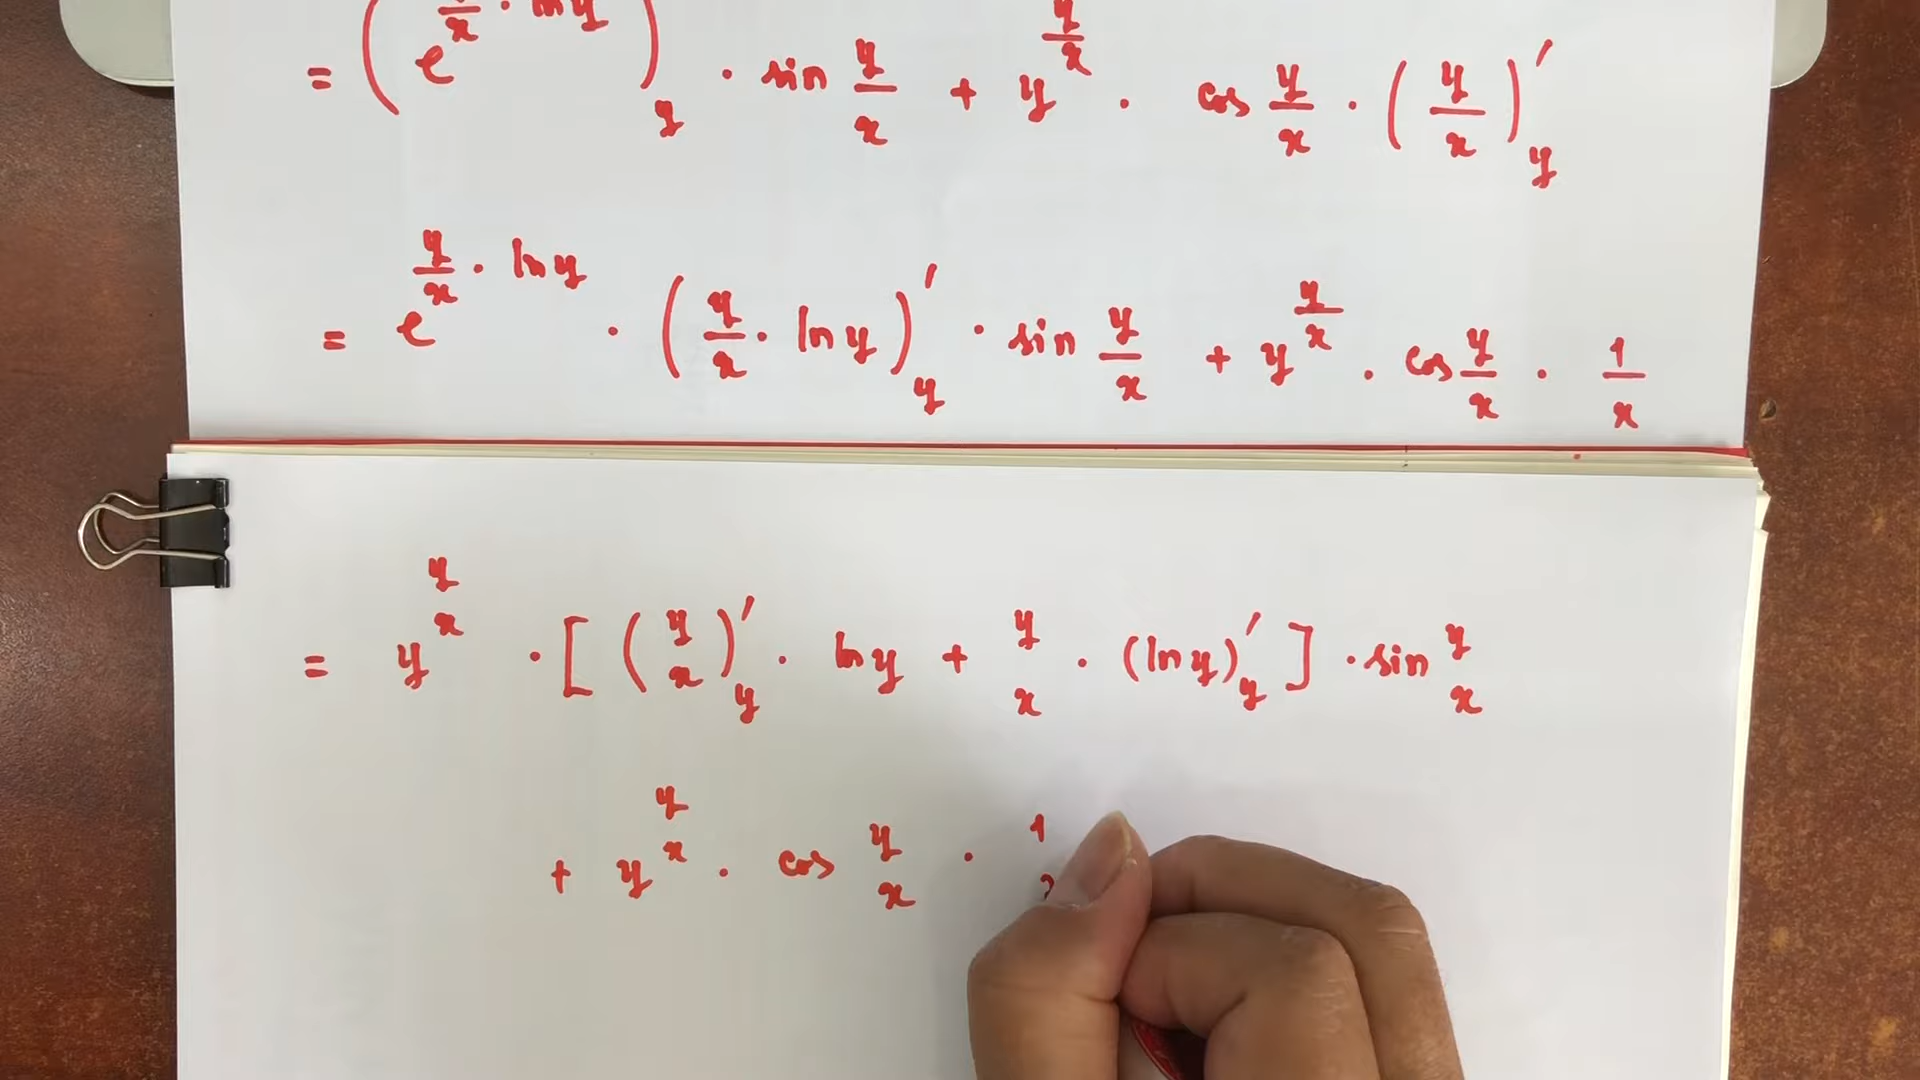 = ( e^{y/x · ln y} )_y · sin y/x + y^{y/x} · cos y/x · ( y/x )'_y
= e^{y/x · ln y} · ( y/x · ln y )'_y · sin y/x + y^{y/x} · cos y/x · 1/x
= y^{y/x} · [ ( y/x )'_y · ln y + y/x · (ln y)'_y ] · sin y/x
+ y^{y/x} · cos y/x · 1